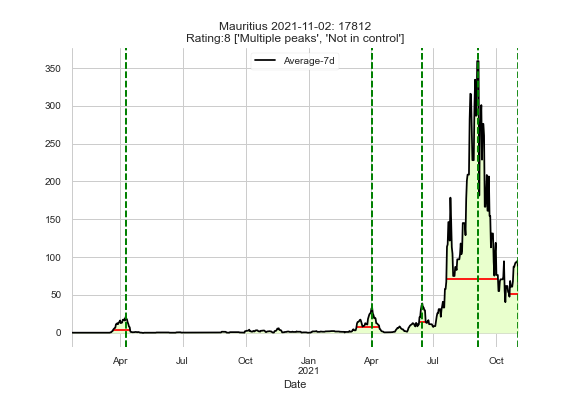 Mauritius 2021-11-02: 17812
Rating:8 ['Multiple peaks', 'Not in control']
Average-7d
350
300
250
200
150
100
50
0
Apr Jul Oct Jan Apr Jul Oct
2021
Date